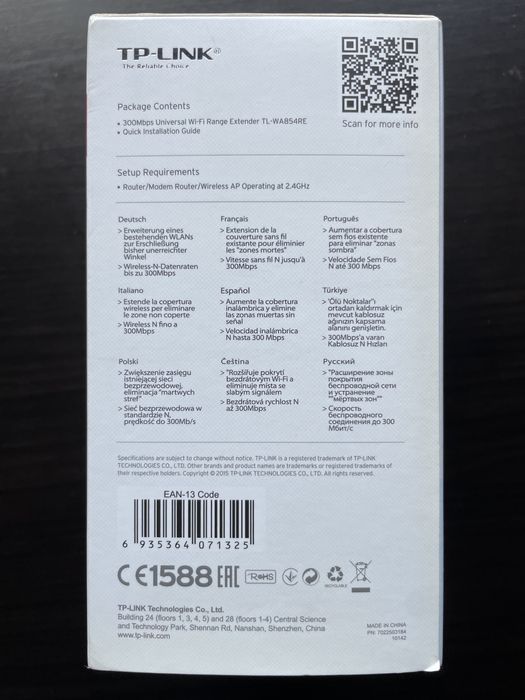 TP-LINK®
The Reliable Choice
Scan for more info
Package Contents
• 300Mbps Universal Wi-Fi Range Extender TL-WA854RE
• Quick Installation Guide
Setup Requirements
• Router/Modem Router/Wireless AP Operating at 2.4GHz
Deutsch
> Erweiterung eines
bestehenden WLANs
zur Erschließung
bisher unerreichter
Winkel
> Wireless-N-Datenraten
bis zu 300Mbps
Français
> Extension de la
couverture sans fil
existante pour éliminier
les "zones mortes"
> Vitesse sans fil N jusqu'à
300Mbps
Português
> Aumentar a cobertura
sem fios existente
para eliminar "zonas
sombra"
> Velocidade Sem Fios
N até 300 Mbps
Italiano
> Estende la copertura
wireless per eliminare
le zone non coperte
> Wireless N fino a
300Mbps
Español
> Aumente la cobertura
inalámbrica y elimine
las zonas muertas sin
señal
> Velocidad inalámbrica
N hasta 300 Mbps
Türkiye
> 'Ölü Noktalar'ı
ortadan kaldırmak için
mevcut kablosuz
ağınızın kapsama
alanını genişletin.
> 300Mbps'a varan
Kablosuz N Hızları
Polski
> Zwiększenie zasięgu
istniejącej sieci
bezprzewodowej,
eliminacja "martwych
stref"
> Sieć bezprzewodowa w
standardzie N,
prędkość do 300Mb/s
Čeština
> "Rozšiřuje pokrytí
bezdrátovým Wi-Fi a
eliminuje místa se
slabým signálem
> Bezdrátová rychlost N
až 300Mbps
Русский
> "Расширение зоны
покрытия
беспроводной сети
и устранение
""мёртвых зон""
> Скорость
беспроводного
соединения до 300
Мбит/с
Specifications are subject to change without notice. TP-LINK is a registered trademark of TP-LINK
TECHNOLOGIES CO., LTD. Other brands and product names are trademarks or registered trademarks of
their respective holders. Copyright © 2015 TP-LINK TECHNOLOGIES CO., LTD. All rights reserved.
EAN-13 Code
6 935364 071325
CE1588 EAC RoHS RECYCLABLE
TP-LINK Technologies Co., Ltd.
Building 24 (floors 1, 3, 4, 5) and 28 (floors 1-4) Central Science
and Technology Park, Shennan Rd, Nanshan, Shenzhen, China
www.tp-link.com
MADE IN CHINA
PN: 7022503184
10142